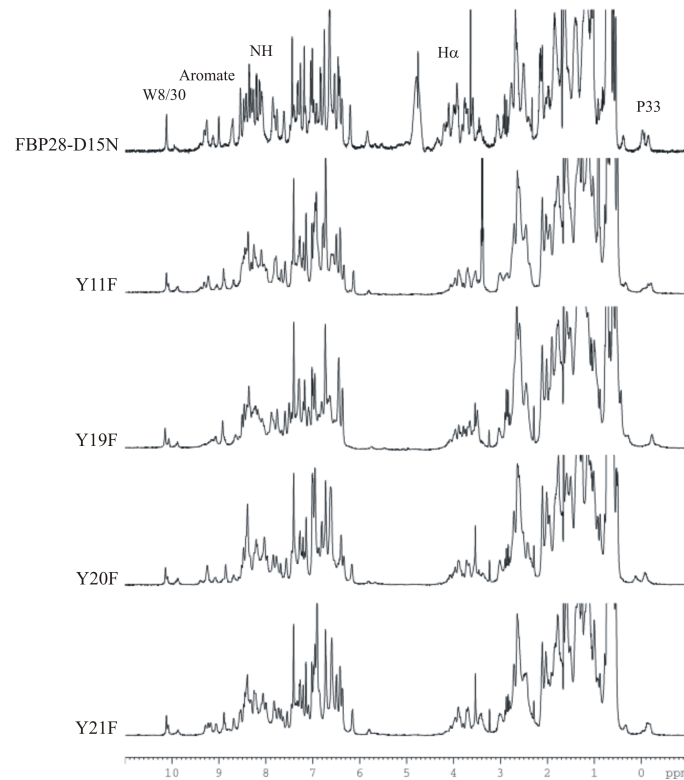 NH
Hα
Aromate
W8/30
P33
FBP28-D15N
Y11F
Y19F
Y20F
Y21F
10 9 8 7 6 5 4 3 2 1 0 ppm